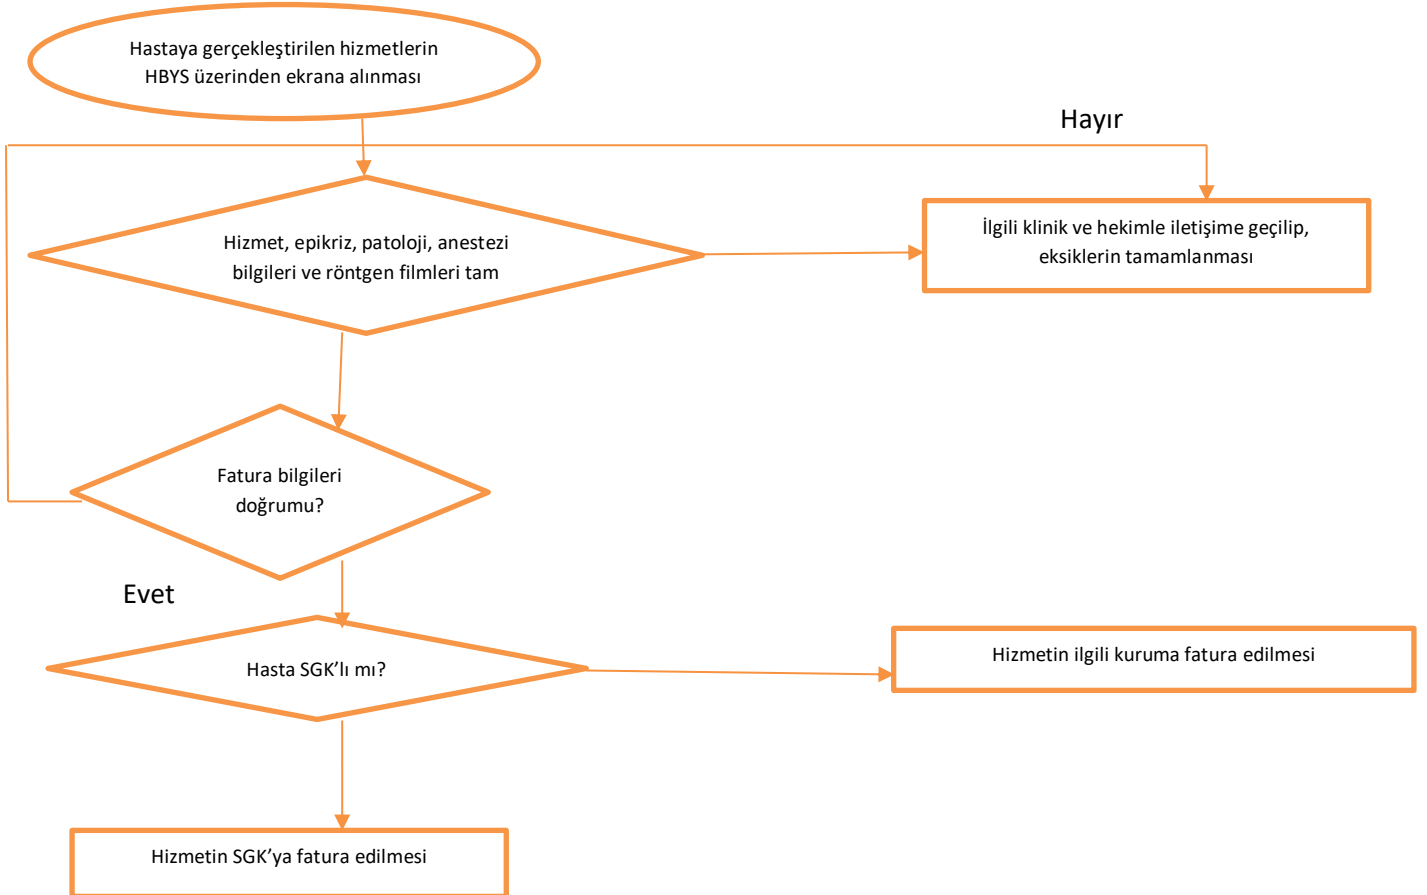 Hastaya gerçekleştirilen hizmetlerin
HBYS üzerinden ekrana alınması
Hayır
Hizmet, epikriz, patoloji, anestezi
bilgileri ve röntgen filmleri tam
İlgili klinik ve hekimle iletişime geçilip,
eksiklerin tamamlanması
Fatura bilgileri
doğrumu?
Evet
Hasta SGK’lı mı?
Hizmetin ilgili kuruma fatura edilmesi
Hizmetin SGK’ya fatura edilmesi